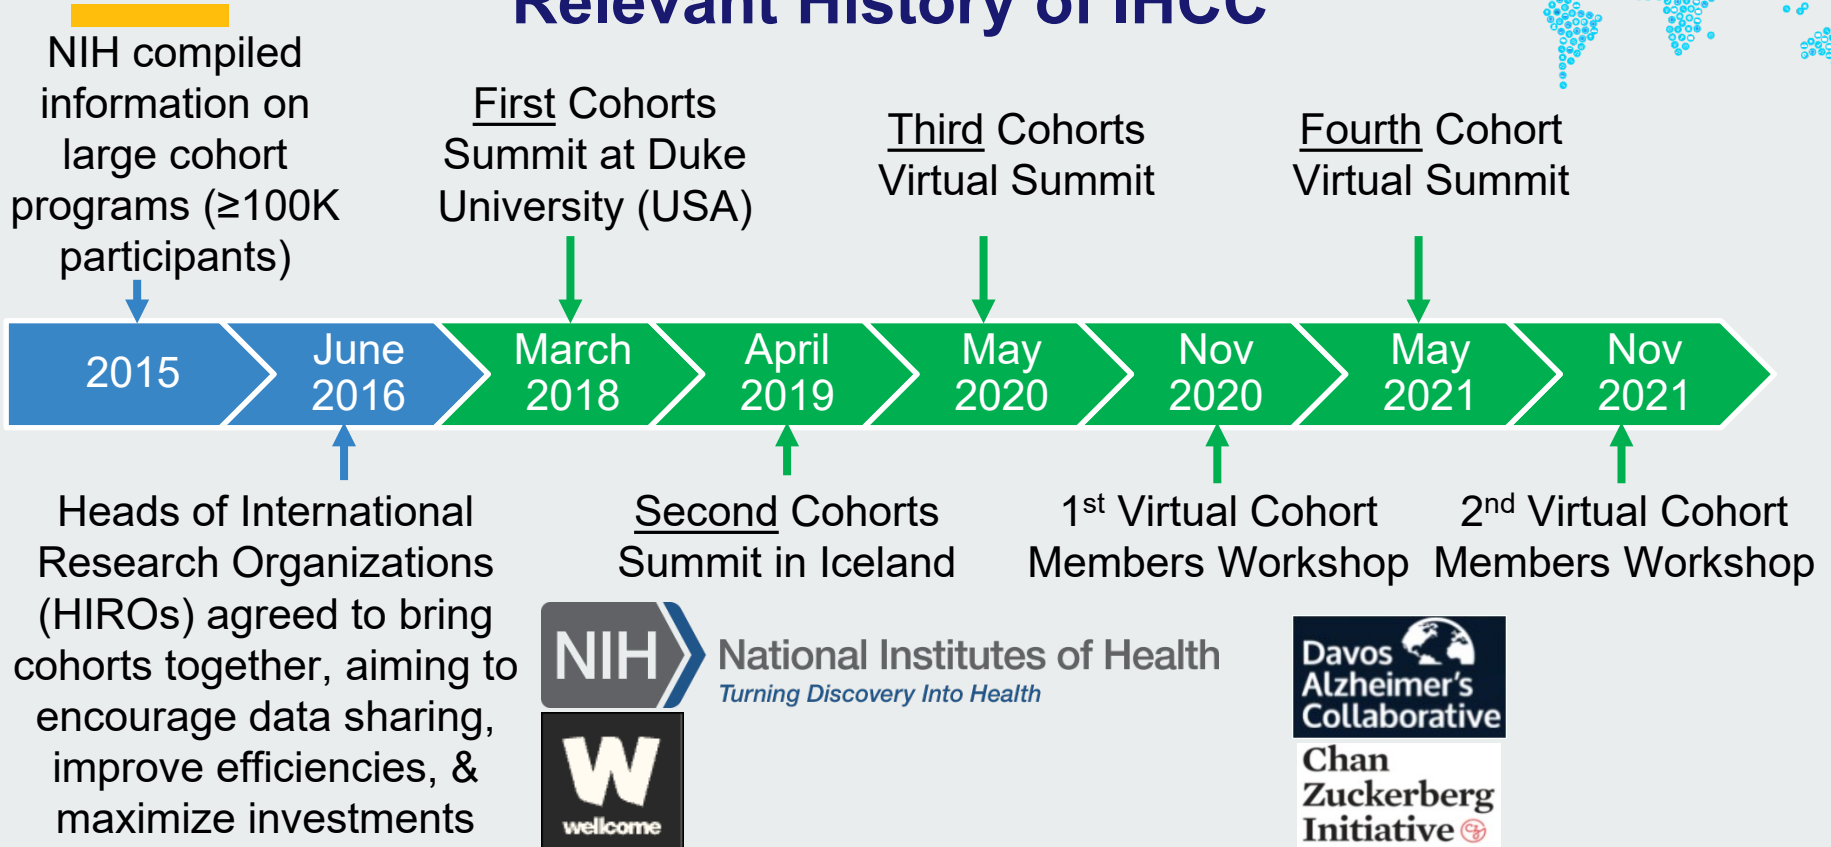 Relevant History of IHCC
NIH compiled
information on
large cohort
programs (≥100K
participants)
First Cohorts
Summit at Duke
University (USA)
Third Cohorts
Virtual Summit
Fourth Cohort
Virtual Summit
2015
June
2016
March
2018
April
2019
May
2020
Nov
2020
May
2021
Nov
2021
Heads of International
Research Organizations
(HIROs) agreed to bring
cohorts together, aiming to
encourage data sharing,
improve efficiencies, &
maximize investments
Second Cohorts
Summit in Iceland
1st Virtual Cohort
Members Workshop
2nd Virtual Cohort
Members Workshop
NIH
National Institutes of Health
Turning Discovery Into Health
W
wellcome
Davos
Alzheimer's
Collaborative
Chan
Zuckerberg
Initiative